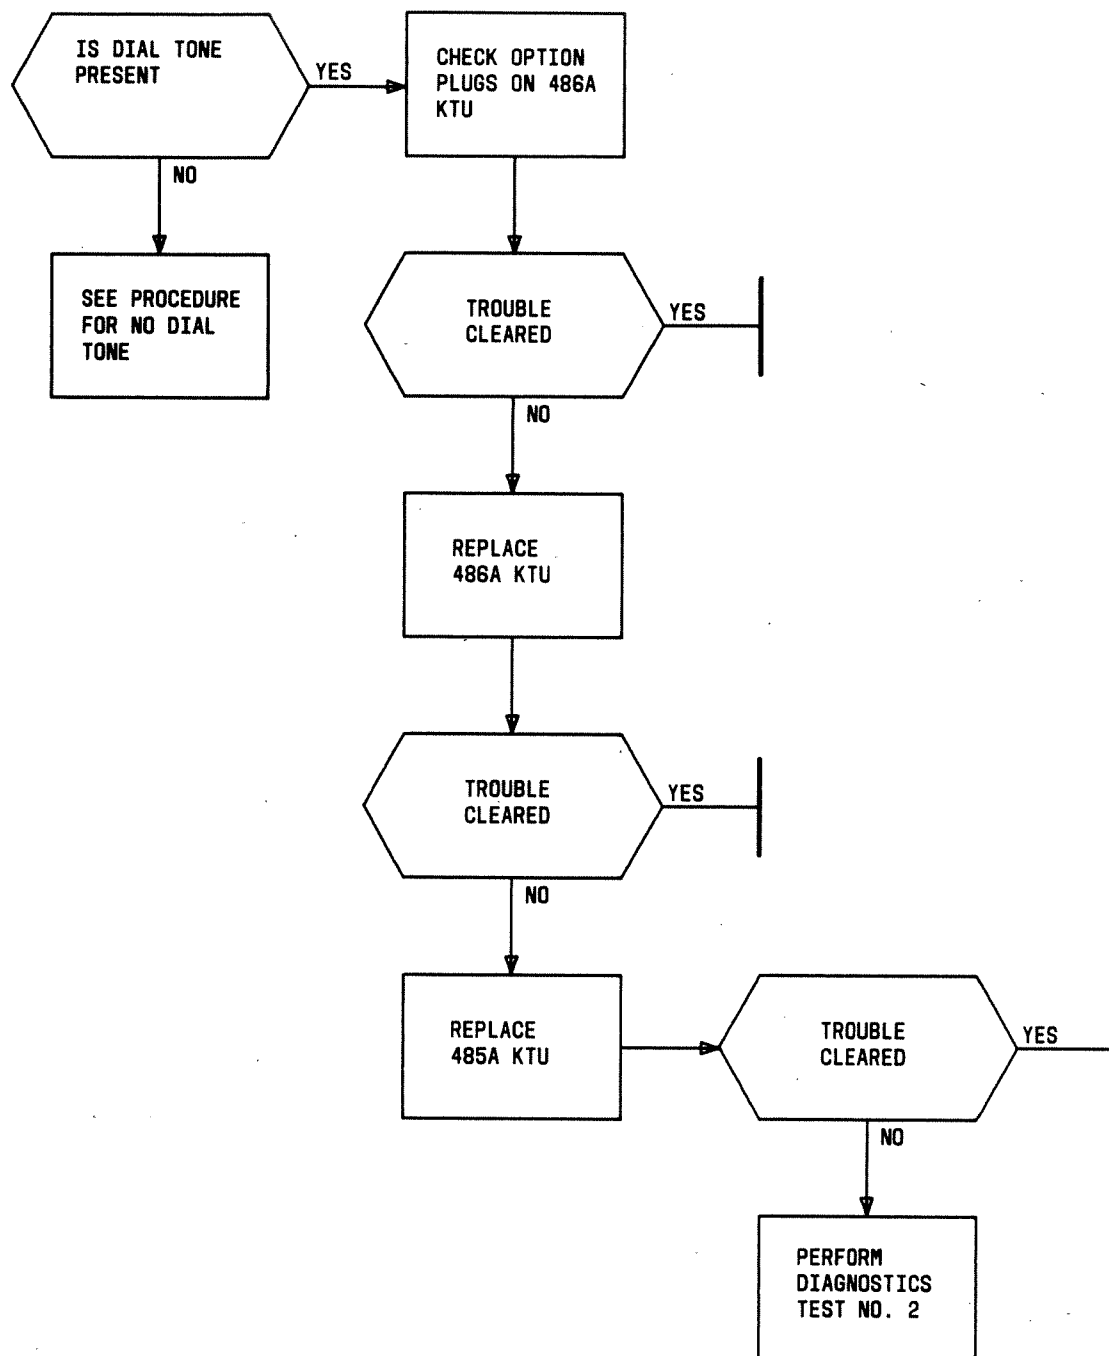 IS DIAL TONE
PRESENT
YES
CHECK OPTION
PLUGS ON 486A
KTU
NO
SEE PROCEDURE
FOR NO DIAL
TONE
TROUBLE
CLEARED
YES
NO
REPLACE
486A KTU
TROUBLE
CLEARED
YES
NO
REPLACE
485A KTU
TROUBLE
CLEARED
YES
NO
PERFORM
DIAGNOSTICS
TEST NO. 2